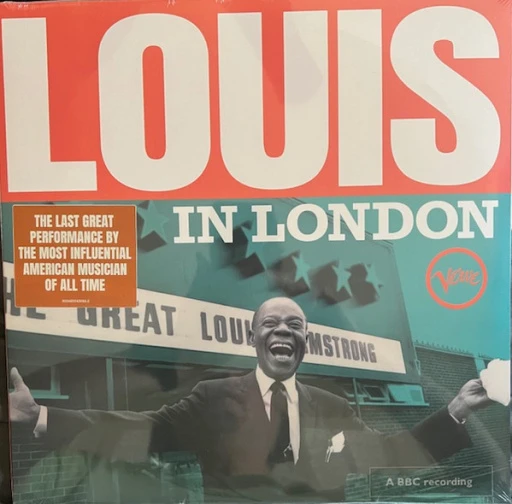 LOUIS
IN LONDON
THE LAST GREAT
PERFORMANCE BY
THE MOST INFLUENTIAL
AMERICAN MUSICIAN
OF ALL TIME
VERVE
GREAT LOUI MSTRONG
A BBC recording